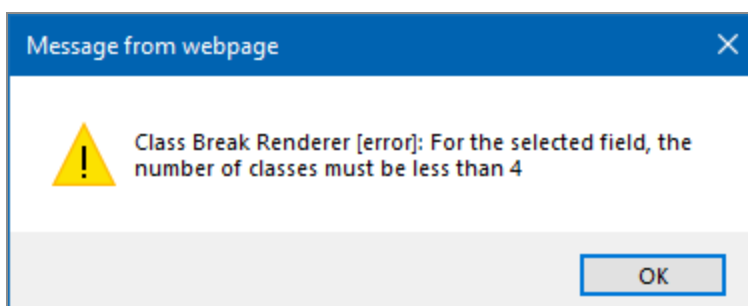 Message from webpage
Class Break Renderer [error]: For the selected field, the
number of classes must be less than 4
OK